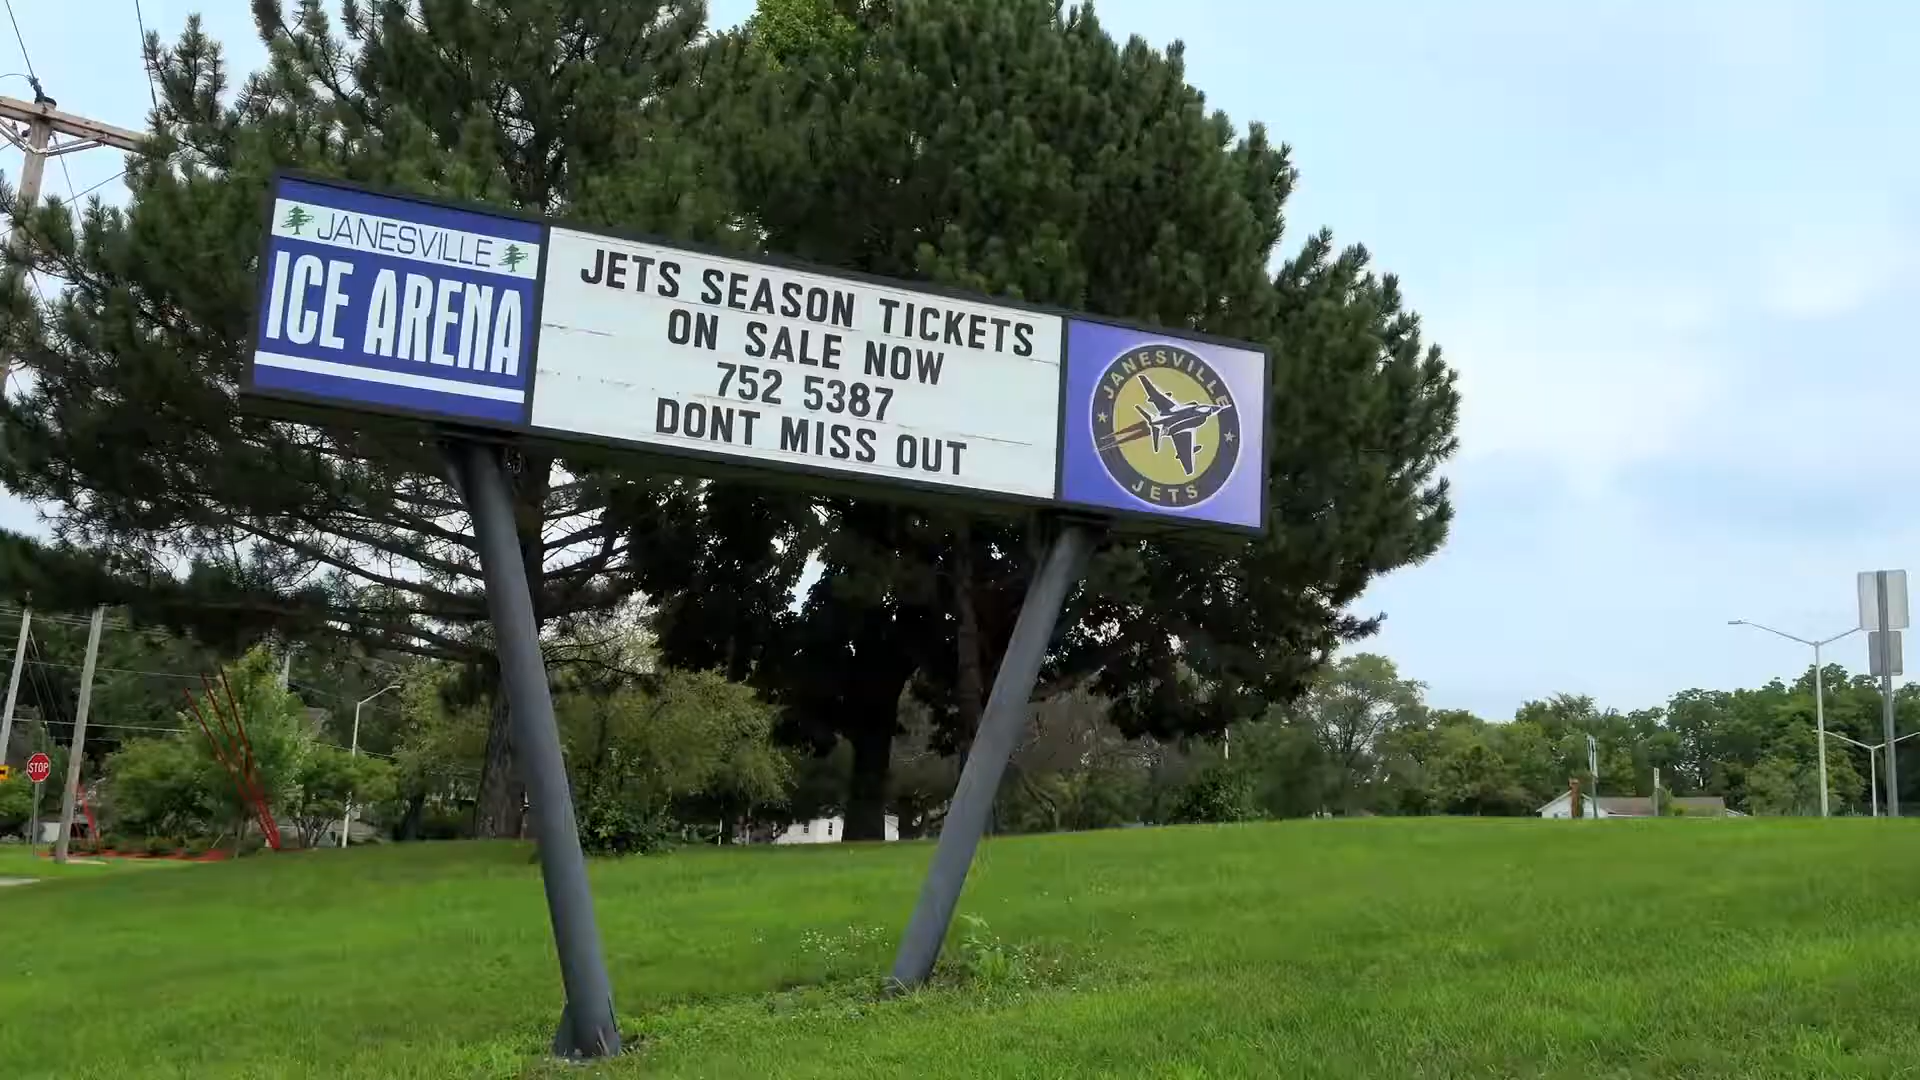 JANESVILLE
ICE ARENA
JETS SEASON TICKETS
ON SALE NOW
752 5387
DONT MISS OUT
JANESVILLE
JETS
STOP